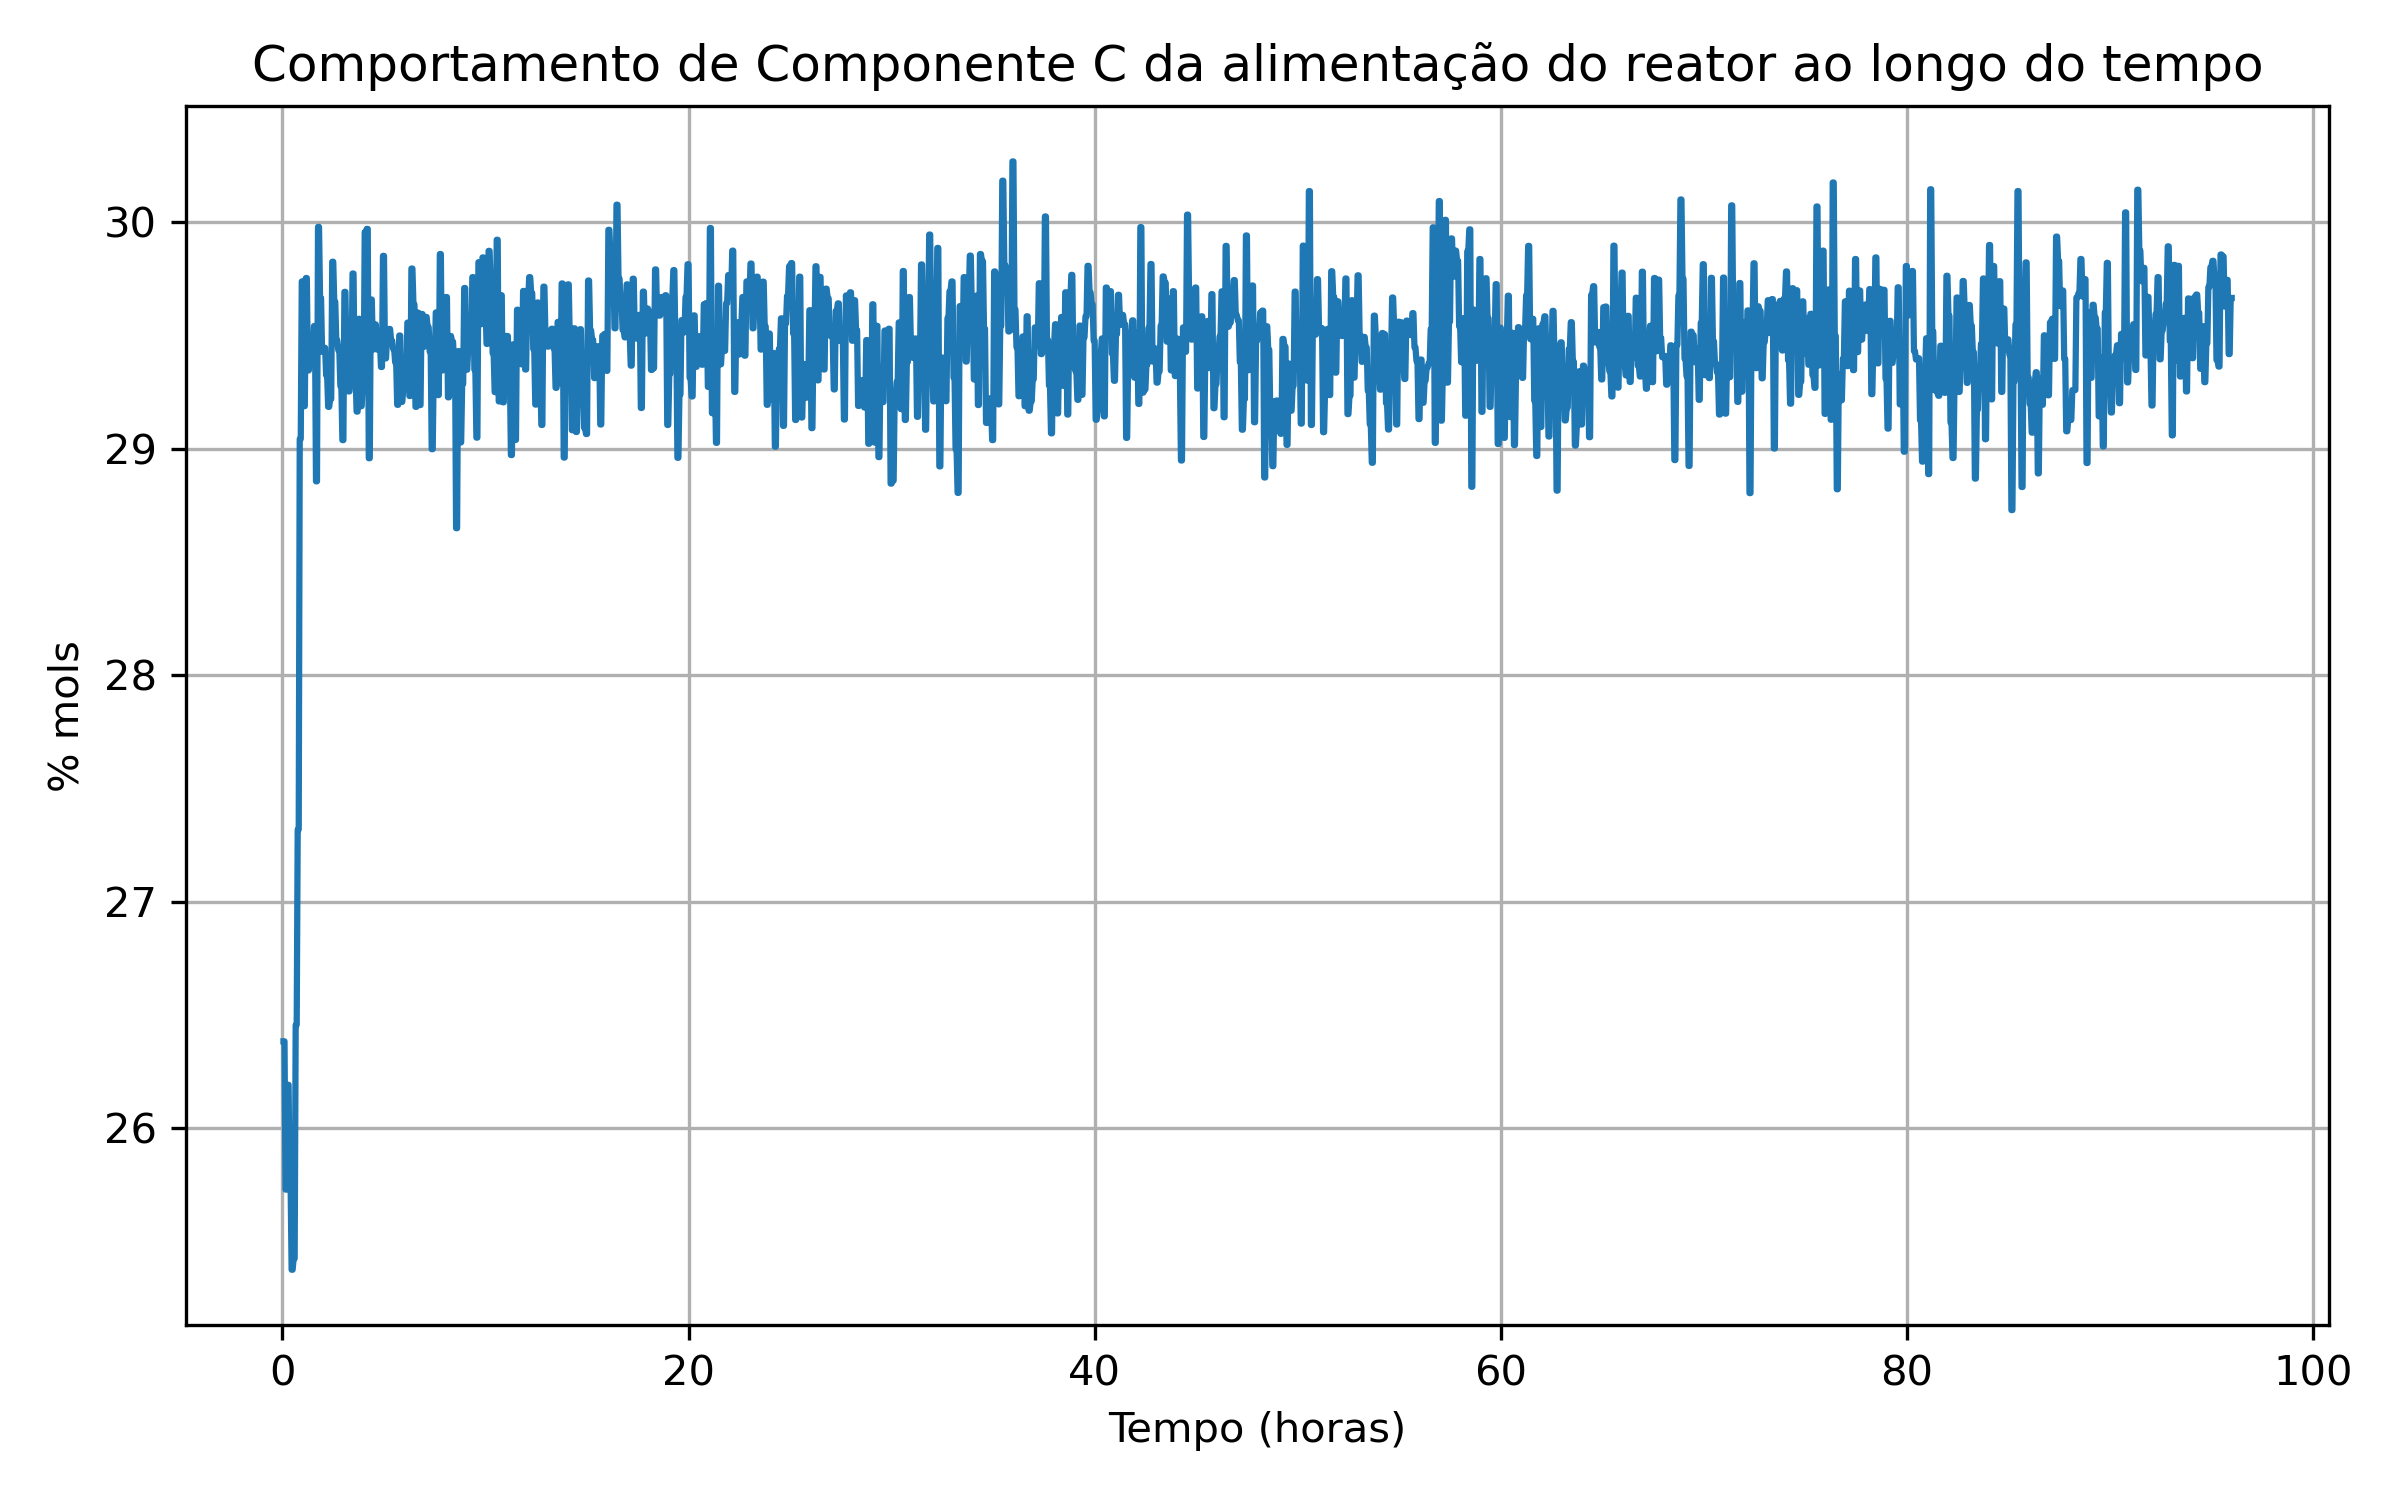 Comportamento de Componente C da alimentação do reator ao longo do tempo
% mols
30
29
28
27
26
0 20 40 60 80 100
Tempo (horas)